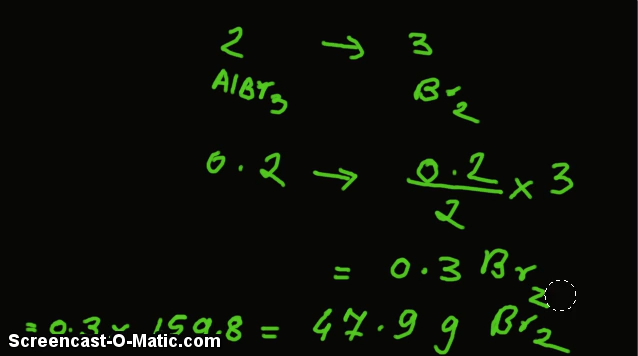 2 → 3
AlBr₃ Br₂
0.2 → 0.2/2 × 3
= 0.3 Br₂
= 0.3 × 159.8 = 47.9 g Br₂
Screencast-O-Matic.com